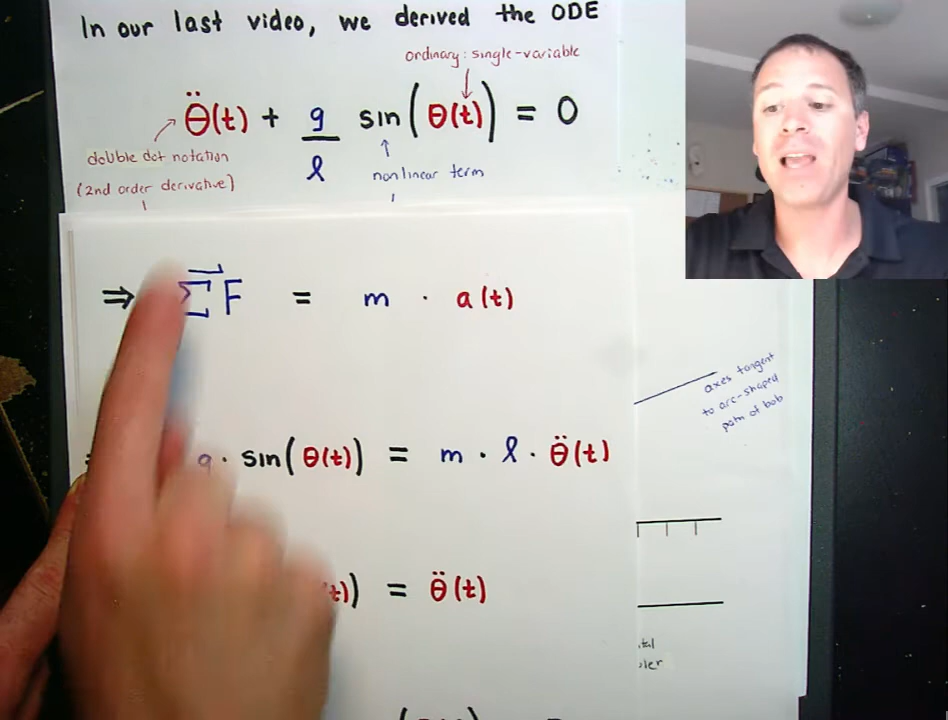 In our last video, we derived the ODE
ordinary: single-variable
θ̈(t) + g/ℓ sin(θ(t)) = 0
double dot notation
(2nd order derivative)
nonlinear term
⇒ ΣF = m · a(t)
axes tangent
to arc-shaped
path of bob
g · sin(θ(t)) = m · ℓ · θ̈(t)
t)) = θ̈(t)